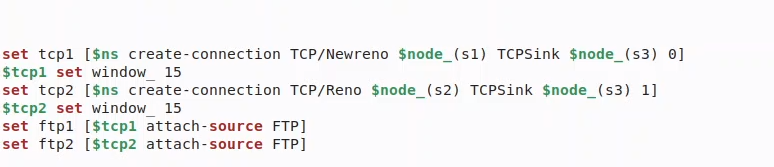 set tcp1 [$ns create-connection TCP/Newreno $node_(s1) TCPSink $node_(s3) 0]
$tcp1 set window_ 15
set tcp2 [$ns create-connection TCP/Reno $node_(s2) TCPSink $node_(s3) 1]
$tcp2 set window_ 15
set ftp1 [$tcp1 attach-source FTP]
set ftp2 [$tcp2 attach-source FTP]